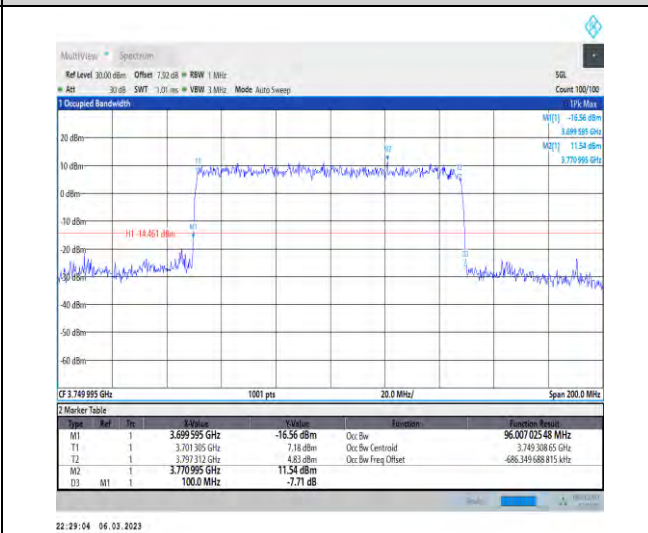 MultiView Spectrum
Ref Level 30.00 dBm Offset 7.92 dB RBW 1 MHz SGL
Att 30 dB SWT 1.01 ms VBW 3 MHz Mode Auto Sweep Count 100/100
1 Occupied Bandwidth 1Pk Max
M1[1] -16.56 dBm
3.699 595 GHz
M2[1] 11.54 dBm
3.770 995 GHz
20 dBm
M2
T1
10 dBm
0 dBm
-10 dBm
H1 -14.461 dBm
M1
-20 dBm
D3
-30 dBm
-40 dBm
-50 dBm
-60 dBm
CF 3.749 995 GHz 1001 pts 20.0 MHz/ Span 200.0 MHz
2 Marker Table
Type Ref Trc X-Value Y-Value Function Function Result
M1 1 3.699 595 GHz -16.56 dBm Occ Bw 96.007 025 48 MHz
T1 1 3.701 305 GHz 7.18 dBm Occ Bw Centroid 3.749 308 65 GHz
T2 1 3.797 312 GHz 4.83 dBm Occ Bw Freq Offset -686.349 688 815 kHz
M2 1 3.770 995 GHz 11.54 dBm
D3 M1 1 100.0 MHz -7.71 dB
22:29:04 06.03.2023